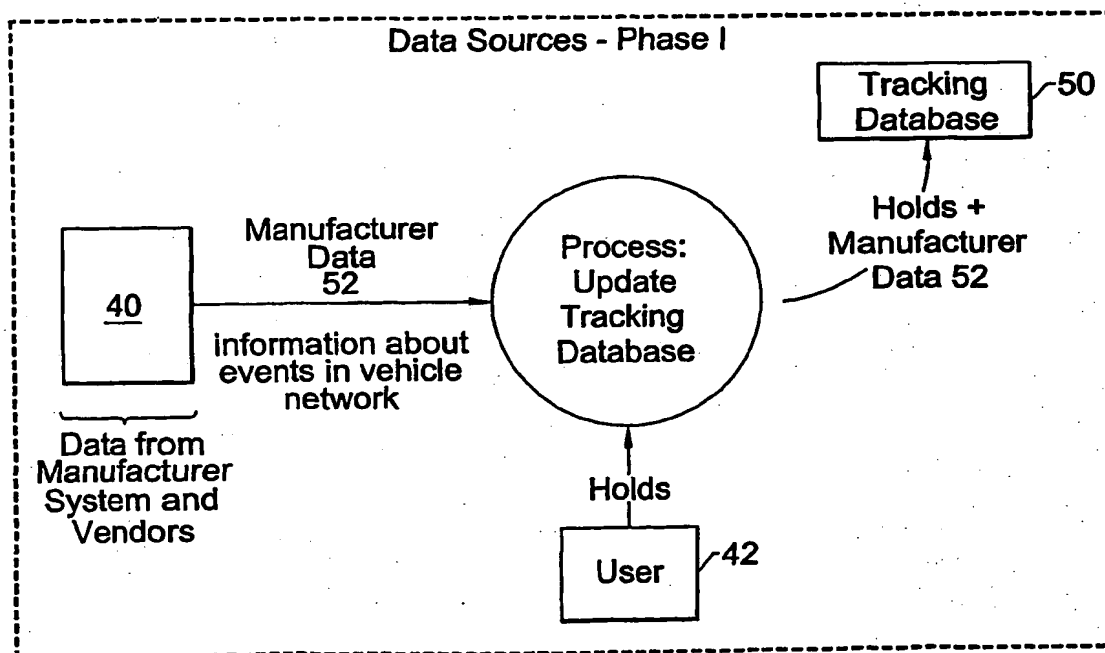 Data Sources - Phase I
Tracking
Database
50
Holds +
Manufacturer
Data 52
Manufacturer
Data
52
information about
events in vehicle
network
40
Data from
Manufacturer
System and
Vendors
Process:
Update
Tracking
Database
Holds
User
42